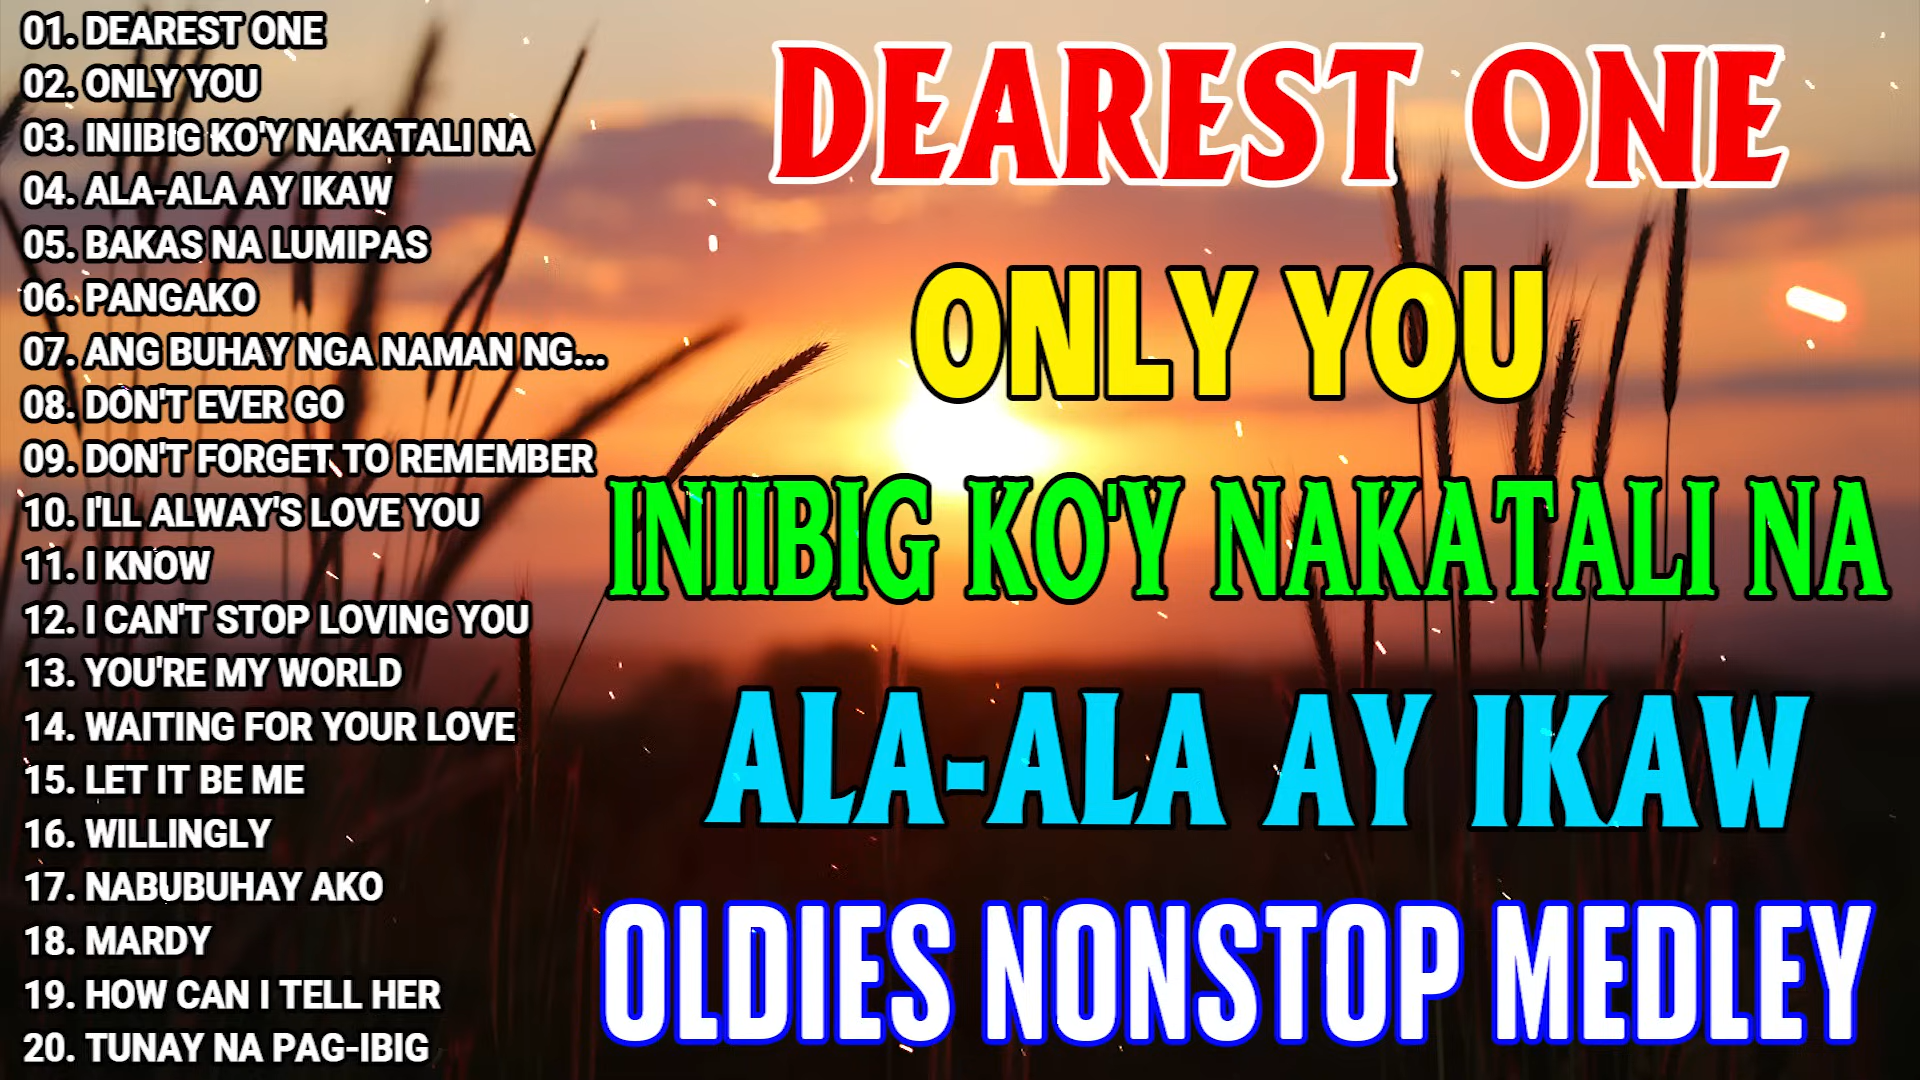 01. DEAREST ONE
02. ONLY YOU
03. INIIBIG KO'Y NAKATALI NA
04. ALA-ALA AY IKAW
05. BAKAS NA LUMIPAS
06. PANGAKO
07. ANG BUHAY NGA NAMAN NG...
08. DON'T EVER GO
09. DON'T FORGET TO REMEMBER
10. I'LL ALWAY'S LOVE YOU
11. I KNOW
12. I CAN'T STOP LOVING YOU
13. YOU'RE MY WORLD
14. WAITING FOR YOUR LOVE
15. LET IT BE ME
16. WILLINGLY
17. NABUBUHAY AKO
18. MARDY
19. HOW CAN I TELL HER
20. TUNAY NA PAG-IBIG
DEAREST ONE
ONLY YOU
INIIBIG KO'Y NAKATALI NA
ALA-ALA AY IKAW
OLDIES NONSTOP MEDLEY